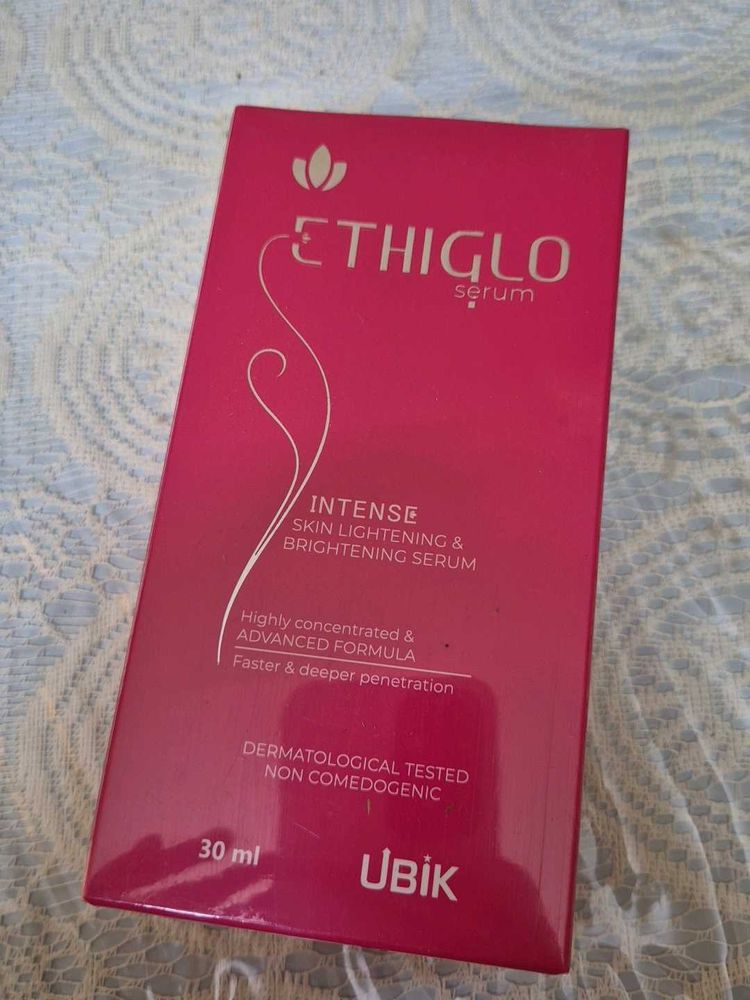 ETHIGLO
serum
INTENSE
SKIN LIGHTENING &
BRIGHTENING SERUM
Highly concentrated &
ADVANCED FORMULA
Faster & deeper penetration
DERMATOLOGICAL TESTED
NON COMEDOGENIC
30 ml
UBIK